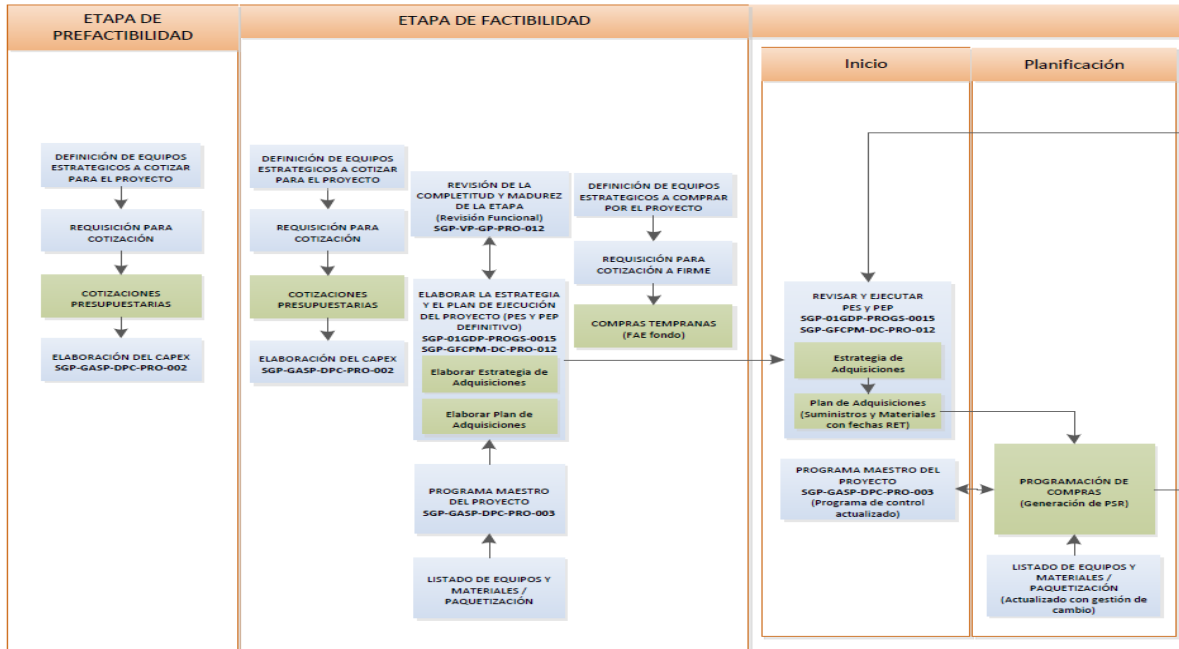 ETAPA DE
PREFACTIBILIDAD
ETAPA DE FACTIBILIDAD
Inicio
Planificación
DEFINICIÓN DE EQUIPOS
ESTRATEGICOS A COTIZAR
PARA EL PROYECTO
REQUISICIÓN PARA
COTIZACIÓN
COTIZACIONES
PRESUPUESTARIAS
ELABORACIÓN DEL CAPEX
SGP-GASP-DPC-PRO-002
DEFINICIÓN DE EQUIPOS
ESTRATEGICOS A COTIZAR
PARA EL PROYECTO
REQUISICIÓN PARA
COTIZACIÓN
COTIZACIONES
PRESUPUESTARIAS
ELABORACIÓN DEL CAPEX
SGP-GASP-DPC-PRO-002
REVISIÓN DE LA
COMPLETITUD Y MADUREZ
DE LA ETAPA
(Revisión Funcional)
SGP-VP-GP-PRO-012
ELABORAR LA ESTRATEGIA
Y EL PLAN DE EJECUCIÓN
DEL PROYECTO (PES Y PEP
DEFINITIVO)
SGP-01GDP-PROGS-0015
SGP-GFCPM-DC-PRO-012
Elaborar Estrategia de
Adquisiciones
Elaborar Plan de
Adquisiciones
PROGRAMA MAESTRO
DEL PROYECTO
SGP-GASP-DPC-PRO-003
LISTADO DE EQUIPOS Y
MATERIALES /
PAQUETIZACIÓN
DEFINICIÓN DE EQUIPOS
ESTRATEGICOS A COMPRAR
POR EL PROYECTO
REQUISICIÓN PARA
COTIZACIÓN A FIRME
COMPRAS TEMPRANAS
(FAE fondo)
REVISAR Y EJECUTAR
PES y PEP
SGP-01GDP-PROGS-0015
SGP-GFCPM-DC-PRO-012
Estrategia de
Adquisiciones
Plan de Adquisiciones
(Suministros y Materiales
con fechas RET)
PROGRAMA MAESTRO DEL
PROYECTO
SGP-GASP-DPC-PRO-003
(Programa de control
actualizado)
PROGRAMACIÓN DE
COMPRAS
(Generación de PSR)
LISTADO DE EQUIPOS Y
MATERIALES /
PAQUETIZACIÓN
(Actualizado con gestión de
cambio)